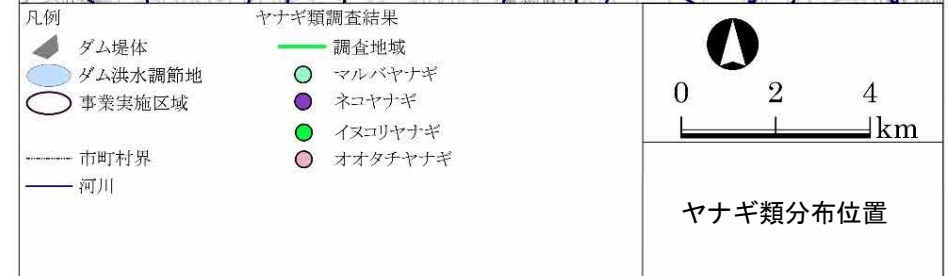 凡例
ダム堤体
ダム洪水調節地
事業実施区域
市町村界
河川
ヤナギ類調査結果
調査地域
マルバヤナギ
ネコヤナギ
イヌコリヤナギ
オオタチヤナギ
0 2 4
km
ヤナギ類分布位置